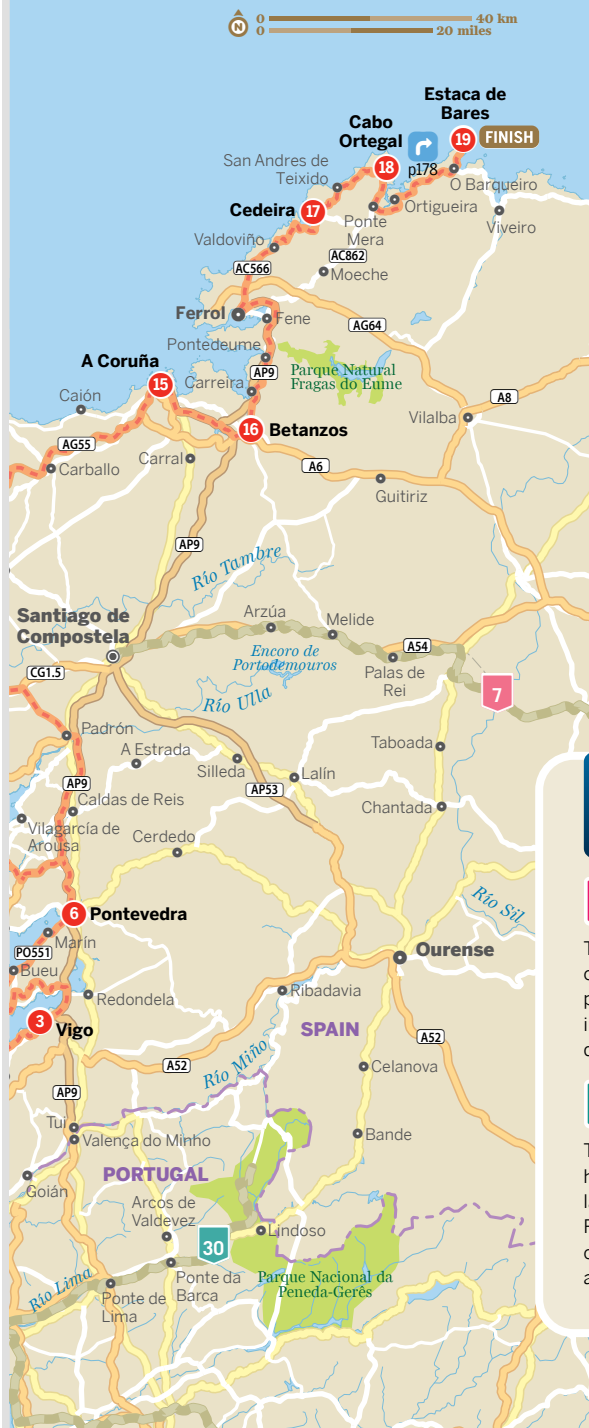 N
0 40 km
0 20 miles
Estaca de
Bares
19 FINISH
Cabo
Ortegal
18
p178
San Andres de
Teixido
O Barqueiro
Cedeira 17
Ortigueira
Ponte
Mera
Viveiro
Valdoviño
AC862
AC566
Moeche
Ferrol
Fene
AG64
Pontedeume
A Coruña
15
AP9
Parque Natural
Fragas do Eume
Carreira
Caión
A8
16 Betanzos
Vilalba
AG55
Carral
Carballo
A6
Guitiriz
AP9
Río Tambre
Santiago de
Compostela
Arzúa
Melide
Encoro de
Portodemouros
A54
CG1.5
Palas de
Rei
7
Río Ulla
Padrón
Taboada
A Estrada
Silleda
Lalín
AP9
AP53
Caldas de Reis
Chantada
Vilagarcía de
Arousa
Cerdedo
6 Pontevedra
Río Sil
Marín
PO551
Bueu
Ourense
Redondela
Ribadavia
3 Vigo
SPAIN
A52
A52
Río Miño
Celanova
AP9
Tui
Valença do Minho
Bande
PORTUGAL
Goián
Arcos de
Valdevez
Lindoso
30
Río Lima
Ponte da
Barca
Parque Nacional da
Peneda-Gerês
Ponte de
Lima